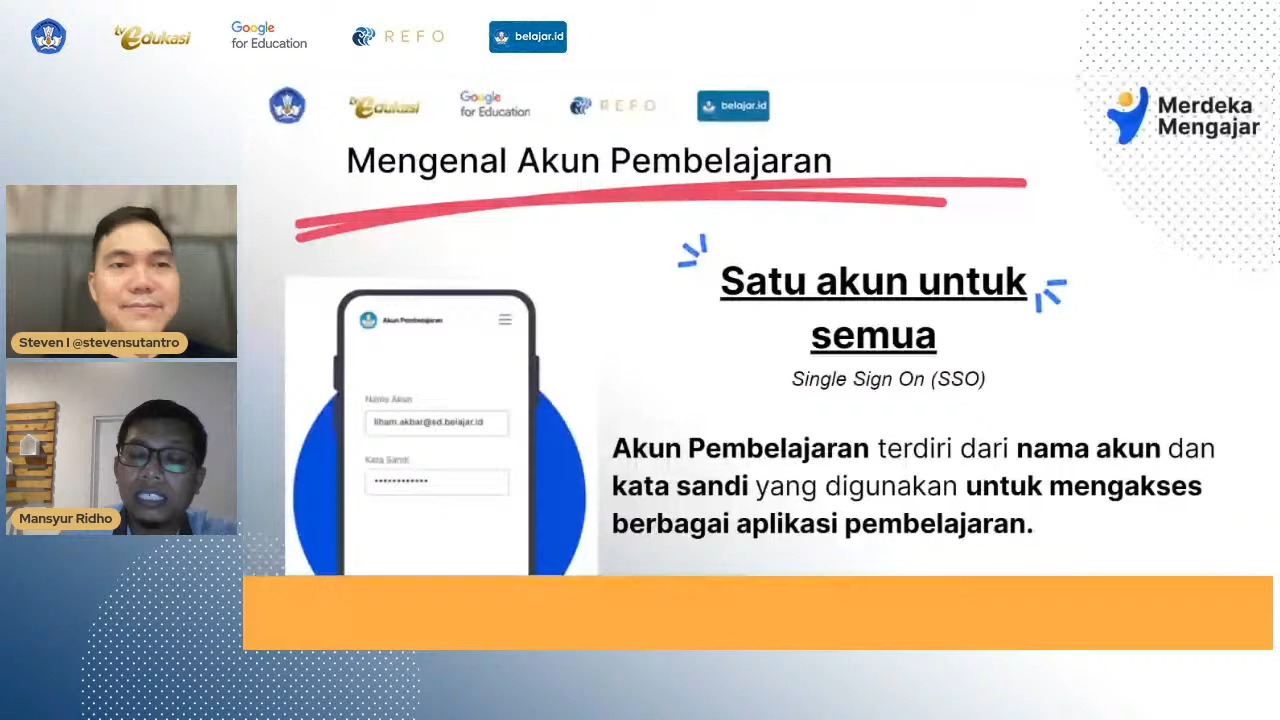 tv Edukasi
Google
for Education
REFO
belajar.id
tv Edukasi
Google
for Education
REFO
belajar.id
Merdeka
Mengajar
Mengenal Akun Pembelajaran
Steven I @stevensutantro
Mansyur Ridho
Akun Pembelajaran
Nama Akun
ilham.akbar@sd.belajar.id
Kata Sandi
************
Satu akun untuk
semua
Single Sign On (SSO)
Akun Pembelajaran terdiri dari nama akun dan
kata sandi yang digunakan untuk mengakses
berbagai aplikasi pembelajaran.